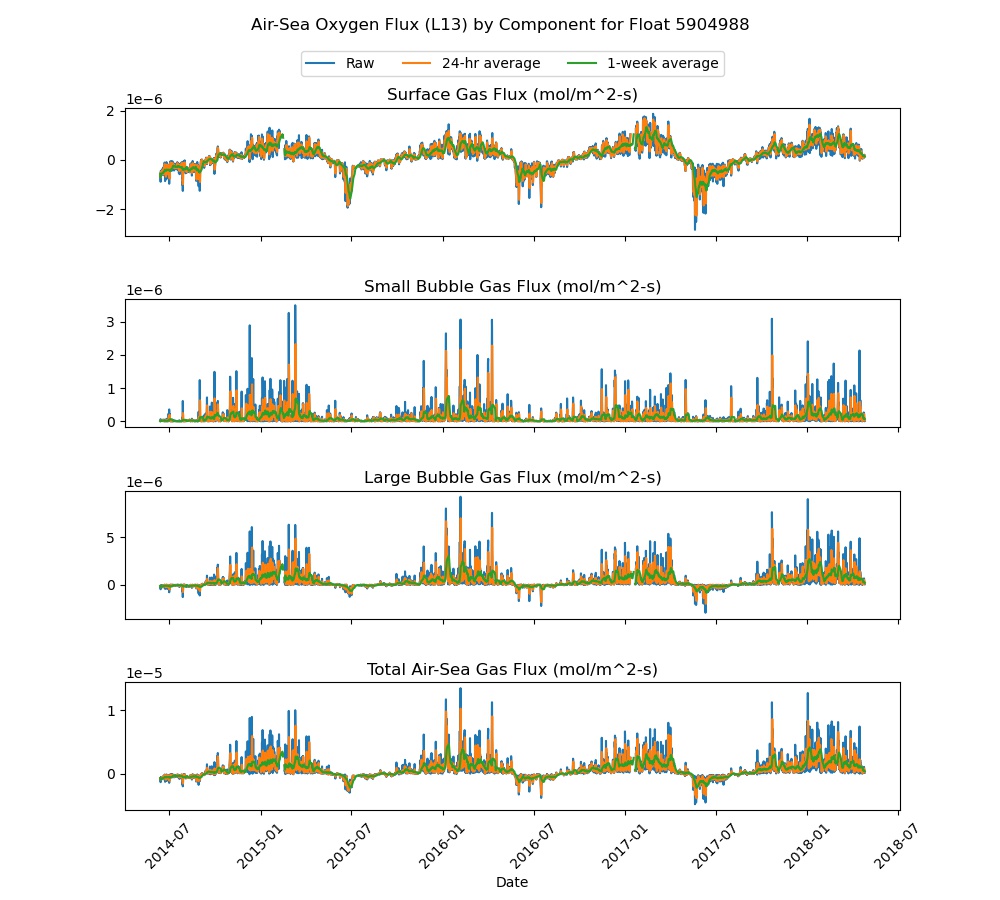 Air-Sea Oxygen Flux (L13) by Component for Float 5904988
Raw 24-hr average 1-week average
1e−6
Surface Gas Flux (mol/m^2-s)
2
0
−2
1e−6
Small Bubble Gas Flux (mol/m^2-s)
3
2
1
0
1e−6
Large Bubble Gas Flux (mol/m^2-s)
5
0
1e−5
Total Air-Sea Gas Flux (mol/m^2-s)
1
0
2014-07 2015-01 2015-07 2016-01 2016-07 2017-01 2017-07 2018-01 2018-07
Date